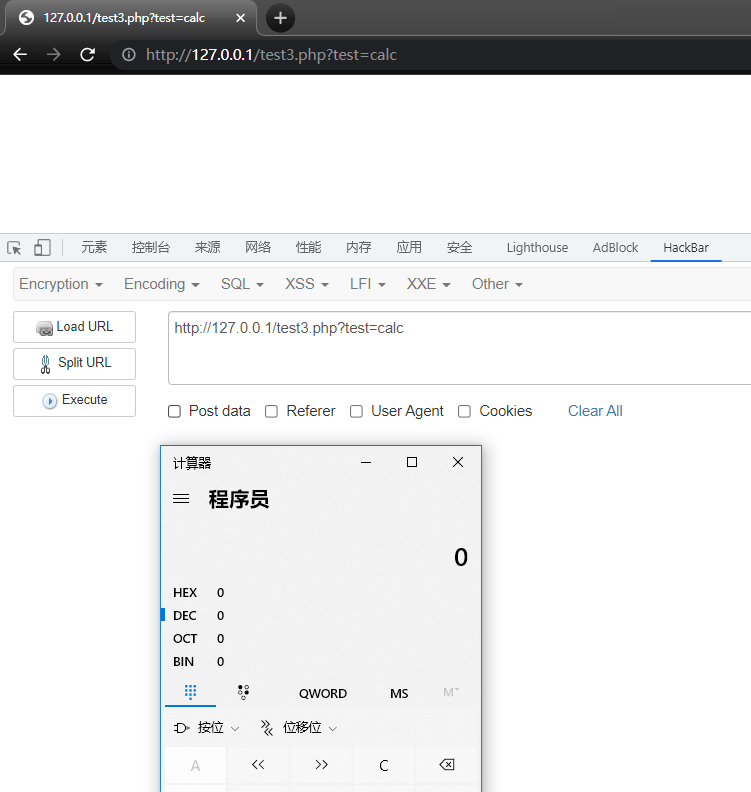 127.0.0.1/test3.php?test=calc
http://127.0.0.1/test3.php?test=calc
元素 控制台 来源 网络 性能 内存 应用 安全 Lighthouse AdBlock HackBar
Encryption Encoding SQL XSS LFI XXE Other
Load URL http://127.0.0.1/test3.php?test=calc
Split URL
Execute
Post data Referer User Agent Cookies Clear All
计算器
程序员
0
HEX 0
DEC 0
OCT 0
BIN 0
QWORD MS M
按位 位移位
A << >> C